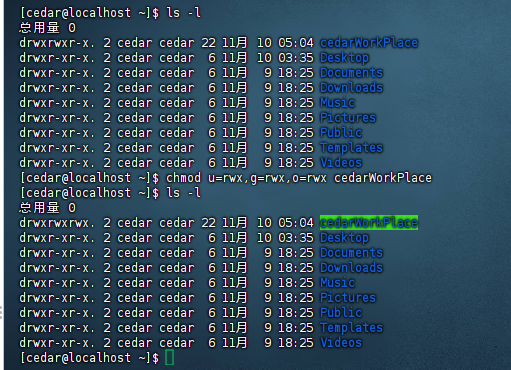 [cedar@localhost ~]$ ls -l
总用量 0
drwxrwxr-x. 2 cedar cedar 22 11月 10 05:04 cedarWorkPlace
drwxr-xr-x. 2 cedar cedar  6 11月 10 03:35 Desktop
drwxr-xr-x. 2 cedar cedar  6 11月  9 18:25 Documents
drwxr-xr-x. 2 cedar cedar  6 11月  9 18:25 Downloads
drwxr-xr-x. 2 cedar cedar  6 11月  9 18:25 Music
drwxr-xr-x. 2 cedar cedar  6 11月  9 18:25 Pictures
drwxr-xr-x. 2 cedar cedar  6 11月  9 18:25 Public
drwxr-xr-x. 2 cedar cedar  6 11月  9 18:25 Templates
drwxr-xr-x. 2 cedar cedar  6 11月  9 18:25 Videos
[cedar@localhost ~]$ chmod u=rwx,g=rwx,o=rwx cedarWorkPlace
[cedar@localhost ~]$ ls -l
总用量 0
drwxrwxrwx. 2 cedar cedar 22 11月 10 05:04 cedarWorkPlace
drwxr-xr-x. 2 cedar cedar  6 11月 10 03:35 Desktop
drwxr-xr-x. 2 cedar cedar  6 11月  9 18:25 Documents
drwxr-xr-x. 2 cedar cedar  6 11月  9 18:25 Downloads
drwxr-xr-x. 2 cedar cedar  6 11月  9 18:25 Music
drwxr-xr-x. 2 cedar cedar  6 11月  9 18:25 Pictures
drwxr-xr-x. 2 cedar cedar  6 11月  9 18:25 Public
drwxr-xr-x. 2 cedar cedar  6 11月  9 18:25 Templates
drwxr-xr-x. 2 cedar cedar  6 11月  9 18:25 Videos
[cedar@localhost ~]$